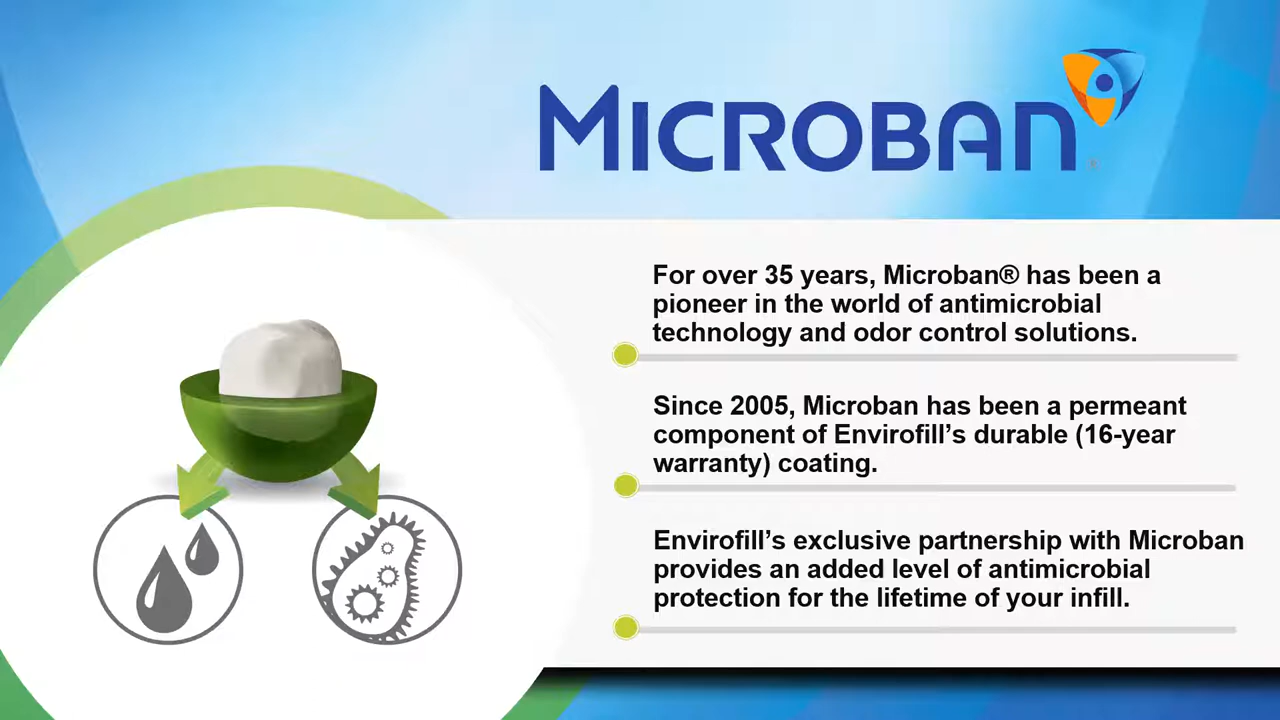 MICROBAN®
For over 35 years, Microban® has been a
pioneer in the world of antimicrobial
technology and odor control solutions.
Since 2005, Microban has been a permeant
component of Envirofill’s durable (16-year
warranty) coating.
Envirofill’s exclusive partnership with Microban
provides an added level of antimicrobial
protection for the lifetime of your infill.